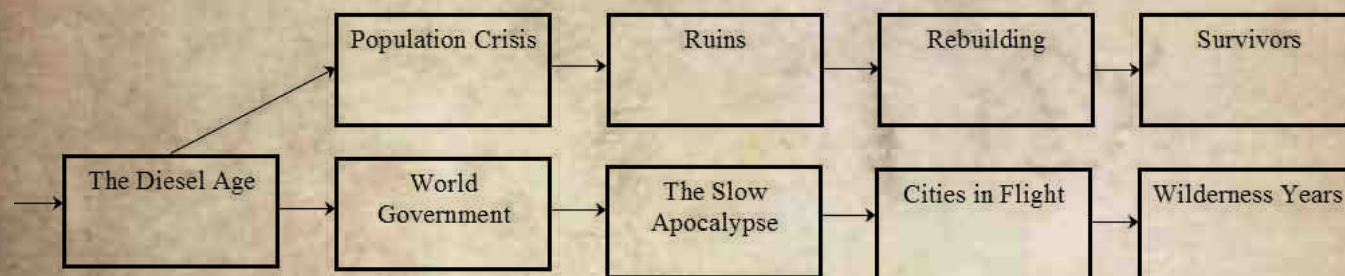 Population Crisis
Ruins
Rebuilding
Survivors
The Diesel Age
World
Government
The Slow
Apocalypse
Cities in Flight
Wilderness Years